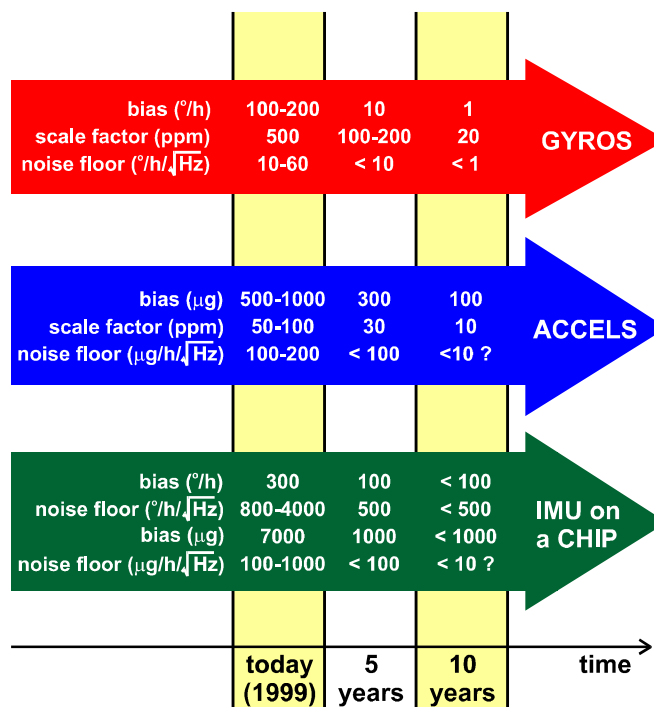 bias (°/h) 100-200 10 1
scale factor (ppm) 500 100-200 20
noise floor (°/h/√Hz) 10-60 < 10 < 1
GYROS
bias (μg) 500-1000 300 100
scale factor (ppm) 50-100 30 10
noise floor (μg/h/√Hz) 100-200 < 100 <10 ?
ACCELS
bias (°/h) 300 100 < 100
noise floor (°/h/√Hz) 800-4000 500 < 500
bias (μg) 7000 1000 < 1000
noise floor (μg/h/√Hz) 100-1000 < 100 < 10 ?
IMU on
a CHIP
today 5 10 time
(1999) years years